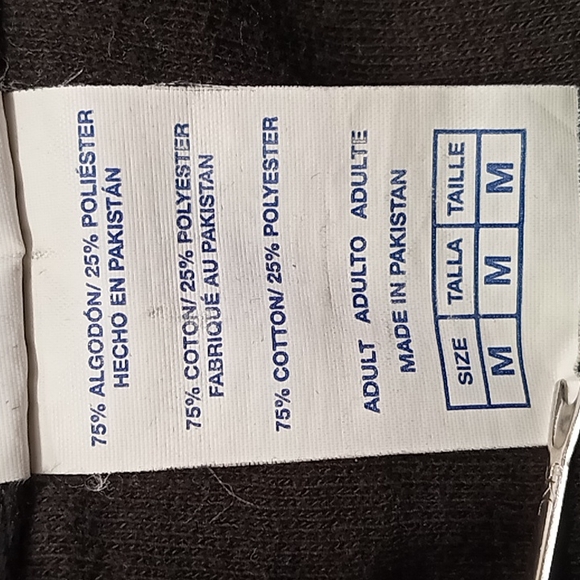 75% ALGODÓN/ 25% POLIÉSTER
HECHO EN PAKISTÁN
75% COTON/ 25% POLYESTER
FABRIQUÉ AU PAKISTAN
75% COTTON/ 25% POLYESTER
ADULT ADULTO ADULTE
MADE IN PAKISTAN
SIZE TALLA TAILLE
M M M